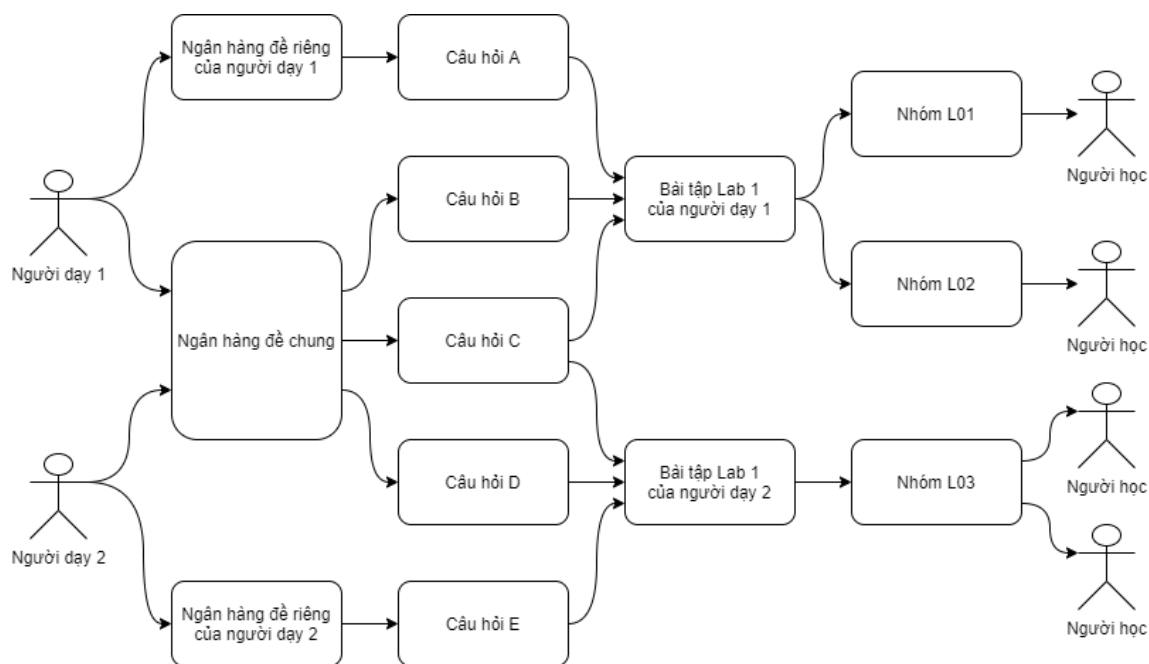 Ngân hàng đề riêng
của người dạy 1
Câu hỏi A
Nhóm L01
Người học
Câu hỏi B
Bài tập Lab 1
của người dạy 1
Người dạy 1
Ngân hàng đề chung
Câu hỏi C
Nhóm L02
Người học
Câu hỏi D
Bài tập Lab 1
của người dạy 2
Nhóm L03
Người học
Người dạy 2
Ngân hàng đề riêng
của người dạy 2
Câu hỏi E
Người học